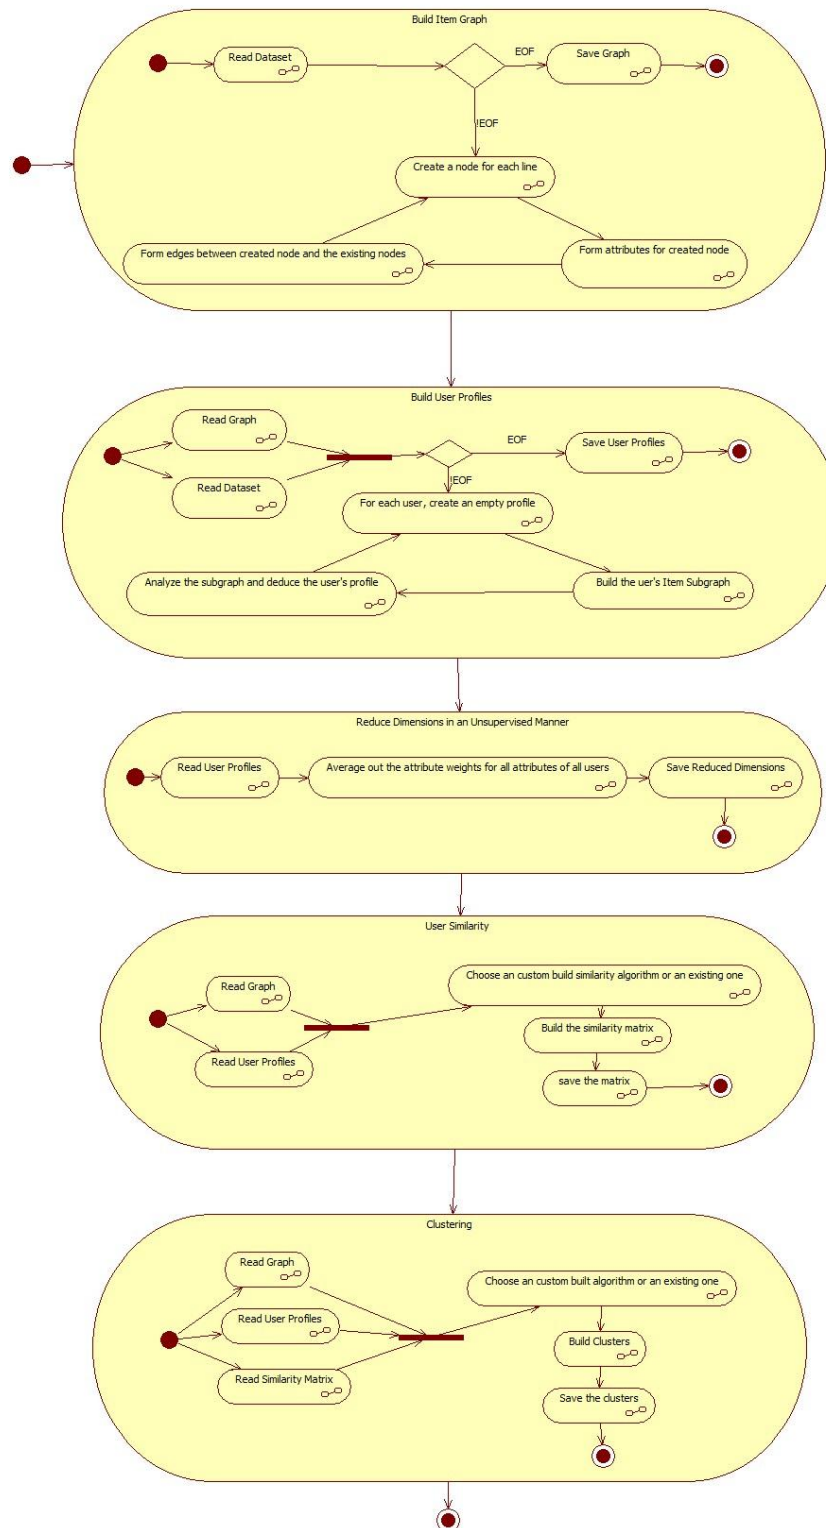 Build Item Graph
Read Dataset
EOF
Save Graph
!EOF
Create a node for each line
Form edges between created node and the existing nodes
Form attributes for created node
Build User Profiles
Read Graph
EOF
Save User Profiles
Read Dataset
!EOF
For each user, create an empty profile
Analyze the subgraph and deduce the user's profile
Build the uer's Item Subgraph
Reduce Dimensions in an Unsupervised Manner
Read User Profiles
Average out the attribute weights for all attributes of all users
Save Reduced Dimensions
User Similarity
Read Graph
Choose an custom build similarity algorithm or an existing one
Build the similarity matrix
Read User Profiles
save the matrix
Clustering
Read Graph
Choose an custom built algorithm or an existing one
Read User Profiles
Build Clusters
Read Similarity Matrix
Save the clusters